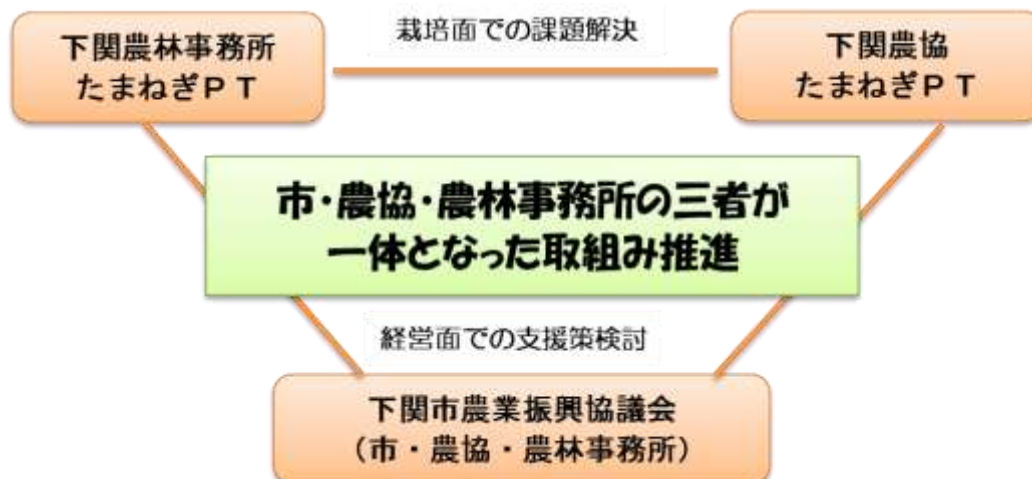 栽培面での課題解決
下関農林事務所
たまねぎＰＴ
下関農協
たまねぎＰＴ
市・農協・農林事務所の三者が
一体となった取組み推進
経営面での支援策検討
下関市農業振興協議会
（市・農協・農林事務所）